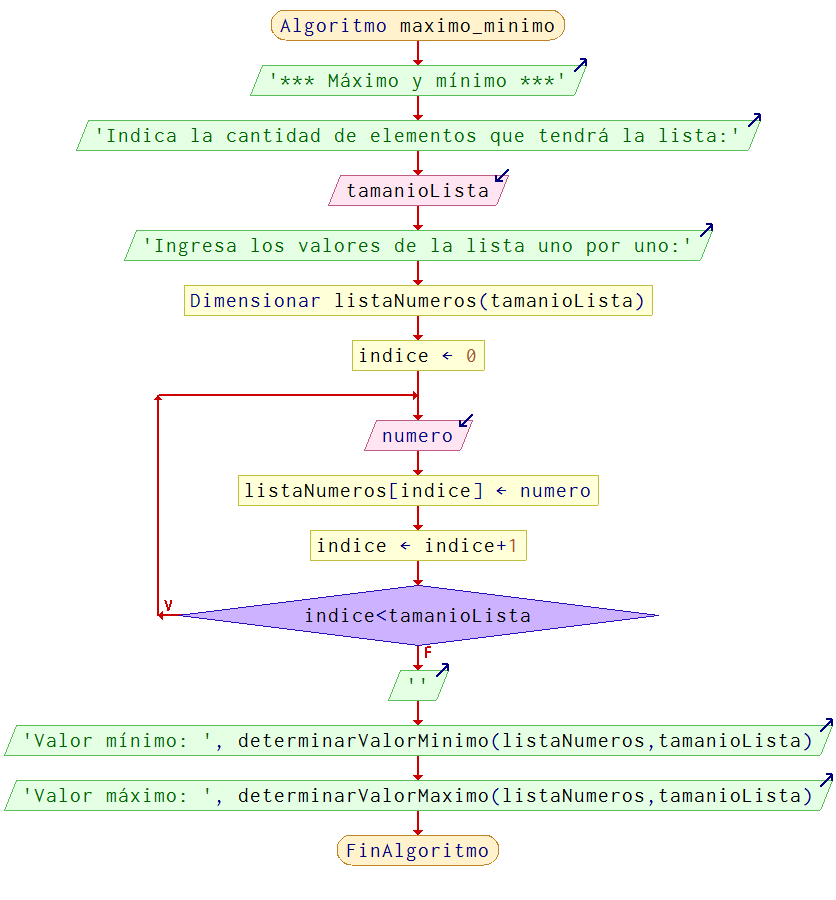 Algoritmo maximo_minimo
'*** Máximo y mínimo ***'
'Indica la cantidad de elementos que tendrá la lista:'
tamanioLista
'Ingresa los valores de la lista uno por uno:'
Dimensionar listaNumeros(tamanioLista)
indice ← 0
numero
listaNumeros[indice] ← numero
indice ← indice+1
V
indice<tamanioLista
F
''
'Valor mínimo: ', determinarValorMinimo(listaNumeros,tamanioLista)
'Valor máximo: ', determinarValorMaximo(listaNumeros,tamanioLista)
FinAlgoritmo